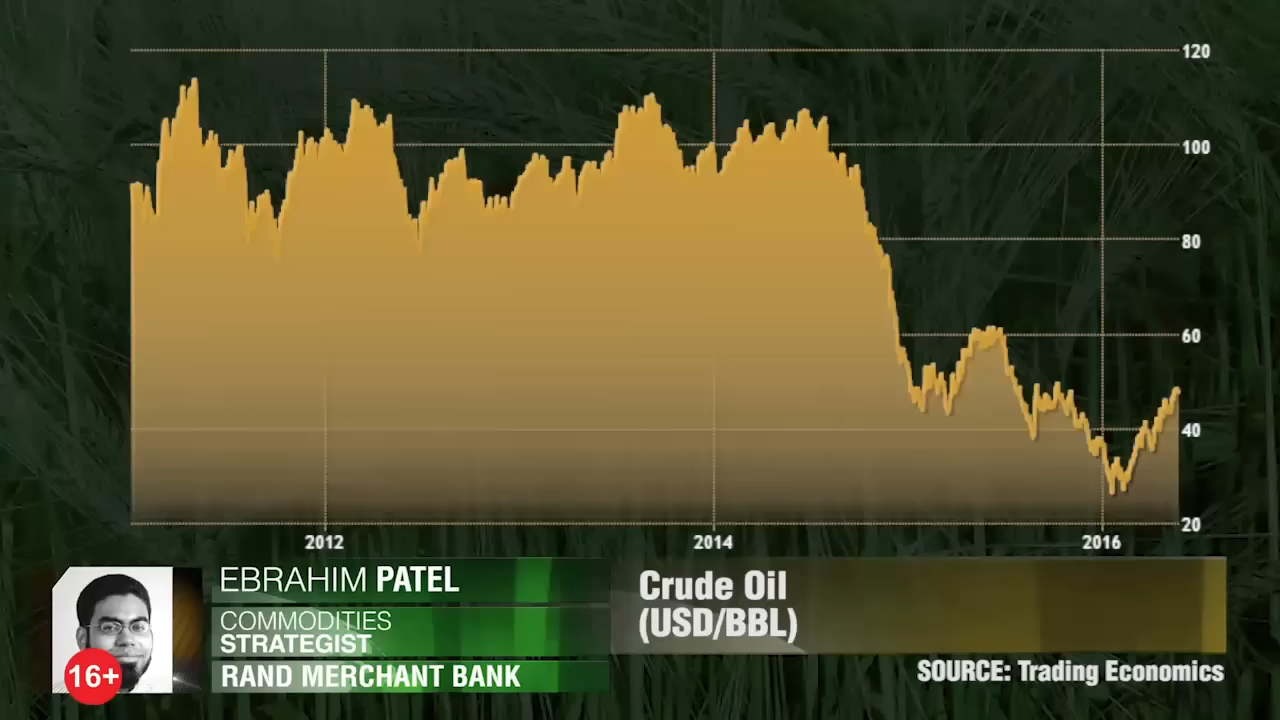 120
100
80
60
40
20
2012
2014
2016
EBRAHIM PATEL
COMMODITIES
STRATEGIST
RAND MERCHANT BANK
16+
Crude Oil
(USD/BBL)
SOURCE: Trading Economics